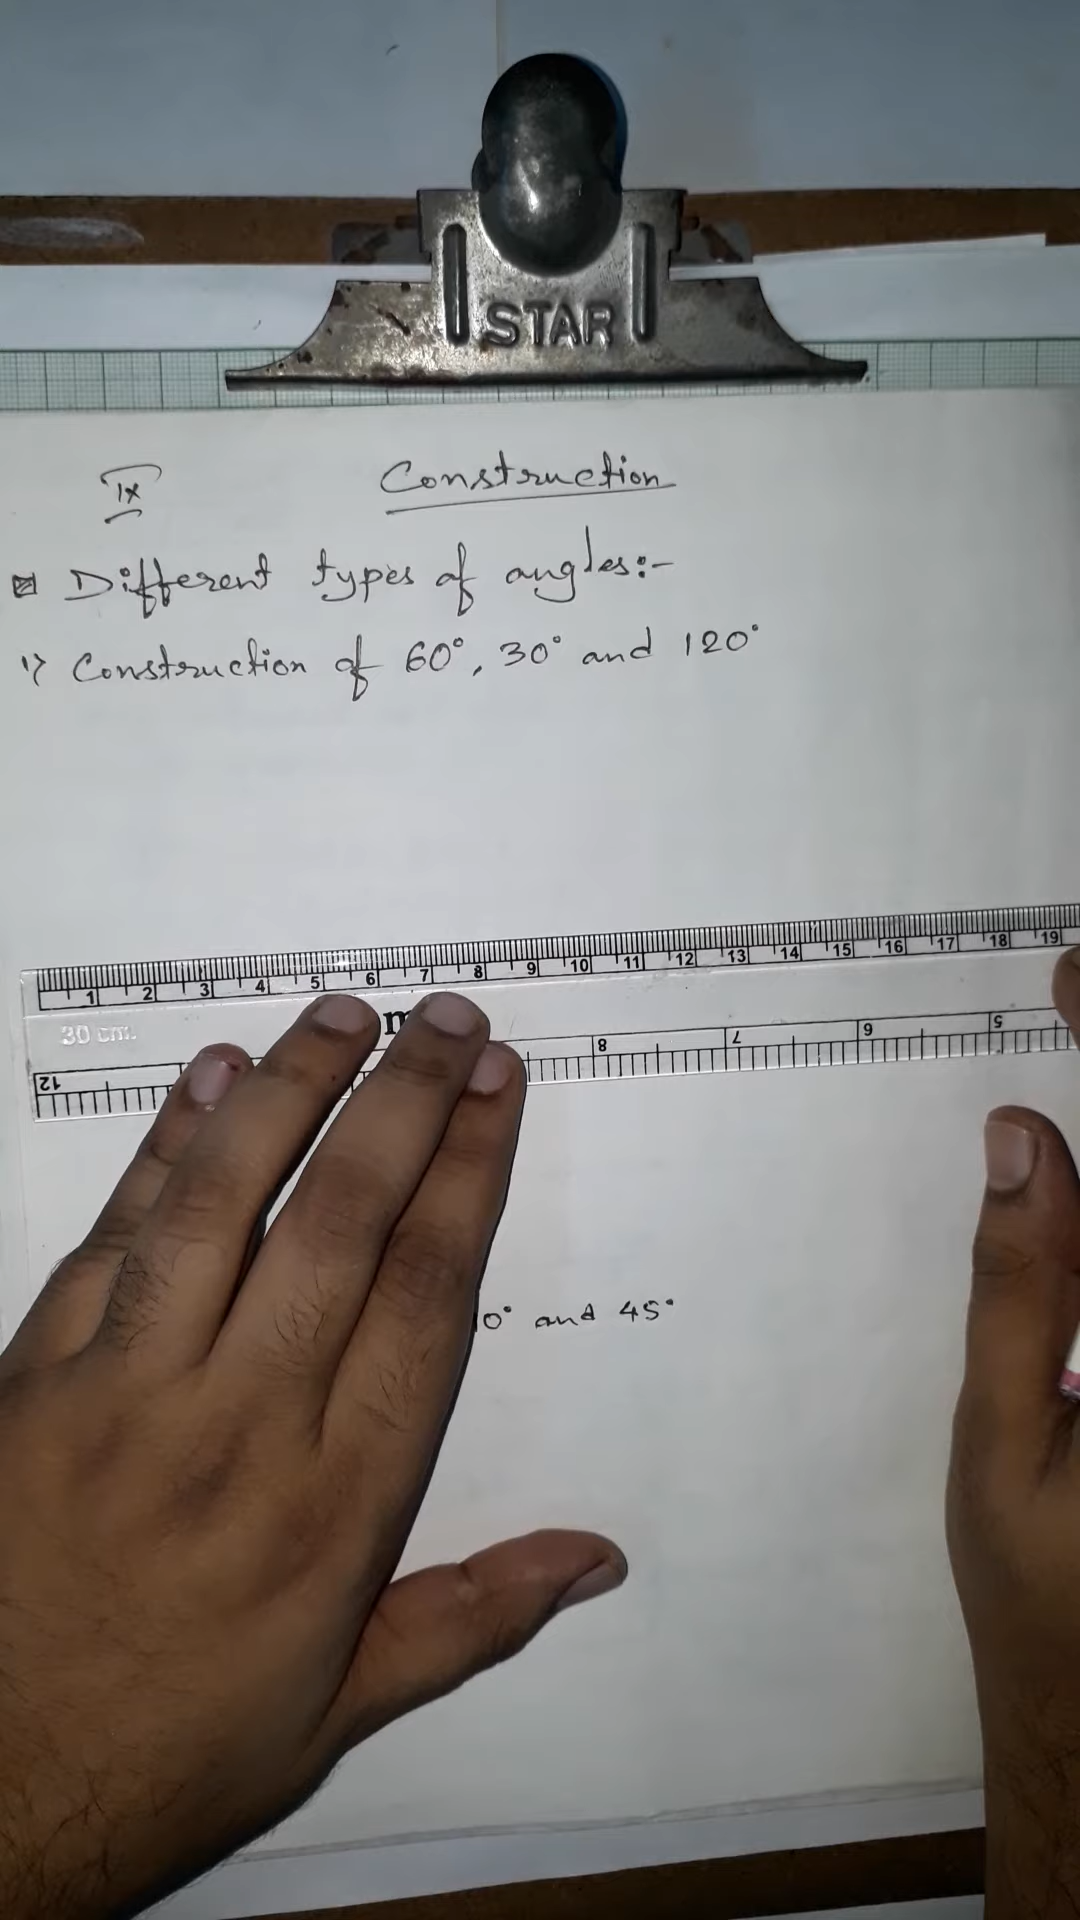 STAR
IX
Construction
Different types of angles:-
1) Construction of 60°, 30° and 120°
1 2 3 4 5 6 7 8 9 10 11 12 13 14 15 16 17 18 19
30 cm.
12 8 7 6 5
0° and 45°